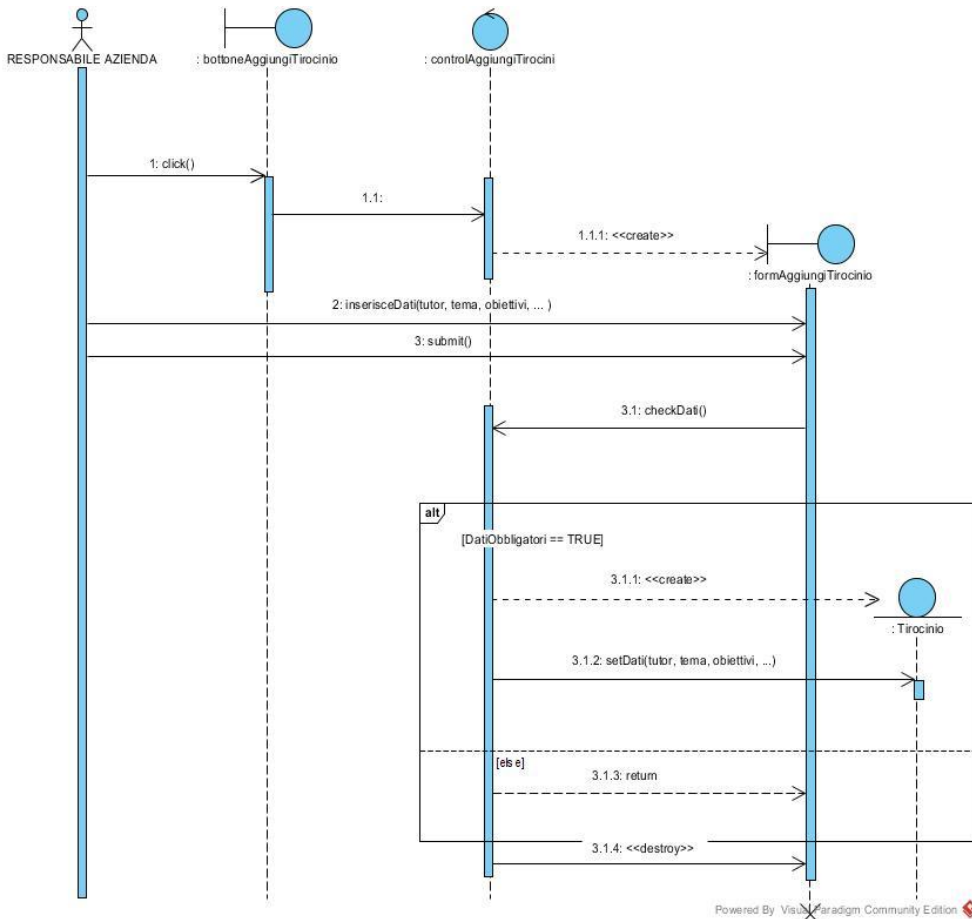 RESPONSABILE AZIENDA
: bottoneAggiungiTirocinio
: controlAggiungiTirocini
1: click()
1.1:
1.1.1: <<create>>
: formAggiungiTirocinio
2: inserisceDati(tutor, tema, obiettivi, ... )
3: submit()
3.1: checkDati()
alt
[DatiObbligatori == TRUE]
3.1.1: <<create>>
: Tirocinio
3.1.2: setDati(tutor, tema, obiettivi, ...)
[else]
3.1.3: return
3.1.4: <<destroy>>
Powered By Visual Paradigm Community Edition